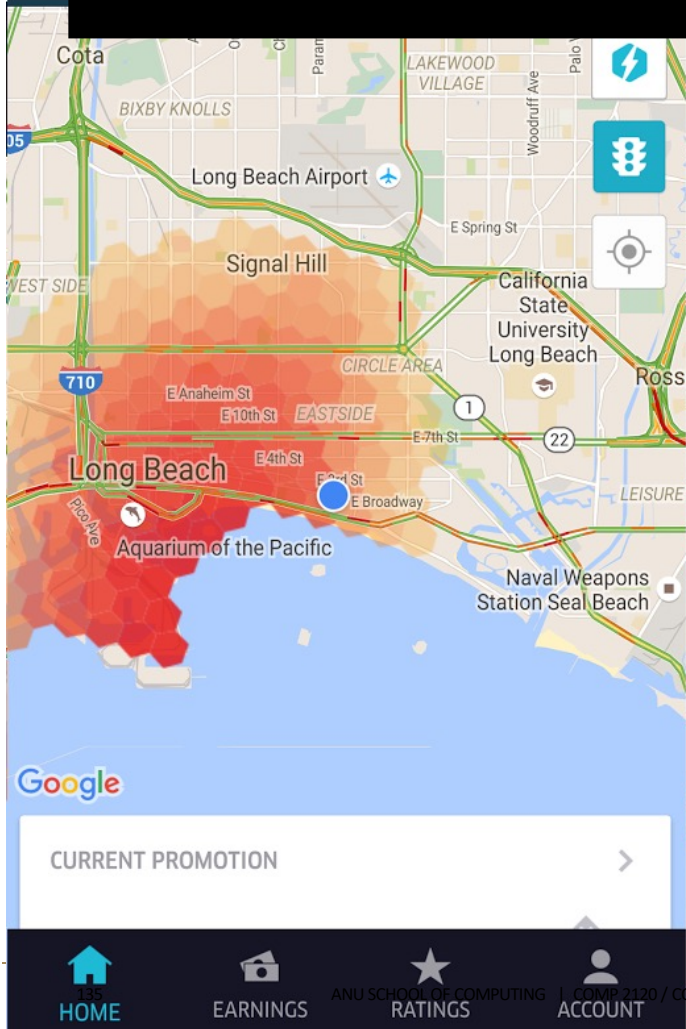 Cota
LAKEWOOD
VILLAGE
Woodruff Ave
BIXBY KNOLLS
05
Long Beach Airport
E Spring St
Signal Hill
WEST SIDE
California
State
University
Long Beach
CIRCLE AREA
Ross
710
E Anaheim St
E 10th St
EASTSIDE
1
E 7th St
22
Long Beach
E 4th St
E 3rd St
E Broadway
LEISURE
Pico Ave
Aquarium of the Pacific
Naval Weapons
Station Seal Beach
Google
CURRENT PROMOTION
135
ANU SCHOOL OF COMPUTING | COMP 2120 / CO
HOME
EARNINGS
RATINGS
ACCOUNT